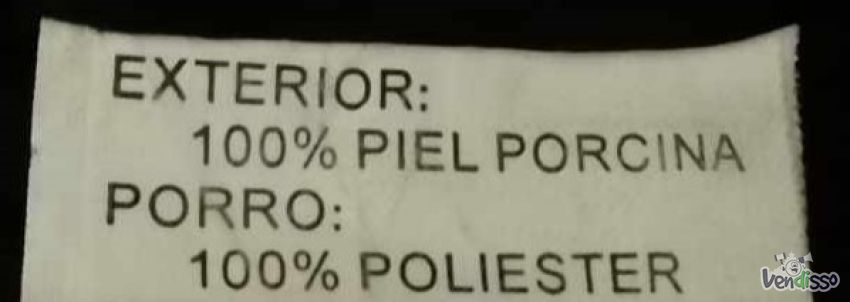 EXTERIOR:
100% PIEL PORCINA
PORRO:
100% POLIESTER
Vendisso